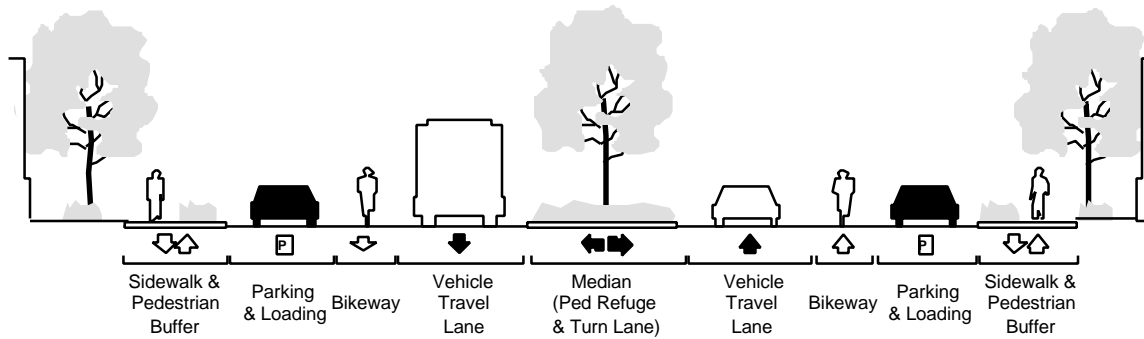 P
P
Sidewalk &
Pedestrian
Buffer
Parking
& Loading
Bikeway
Vehicle
Travel
Lane
Median
(Ped Refuge
& Turn Lane)
Vehicle
Travel
Lane
Bikeway
Parking
& Loading
Sidewalk &
Pedestrian
Buffer